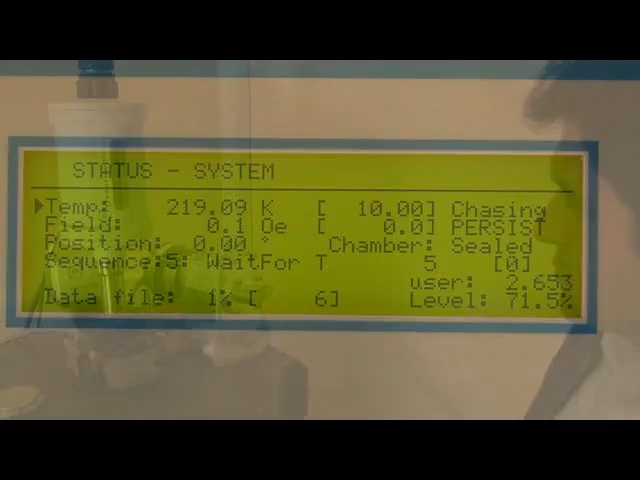 STATUS - SYSTEM
Temp: 219.09 K [ 10.00] Chasing
Field: 0.1 Oe [ 0.0] PERSIST
Position: 0.00 ° Chamber: Sealed
Sequence:5: WaitFor T 5 [0]
user: 2.653
Data file: 1% [ 6] Level: 71.5%